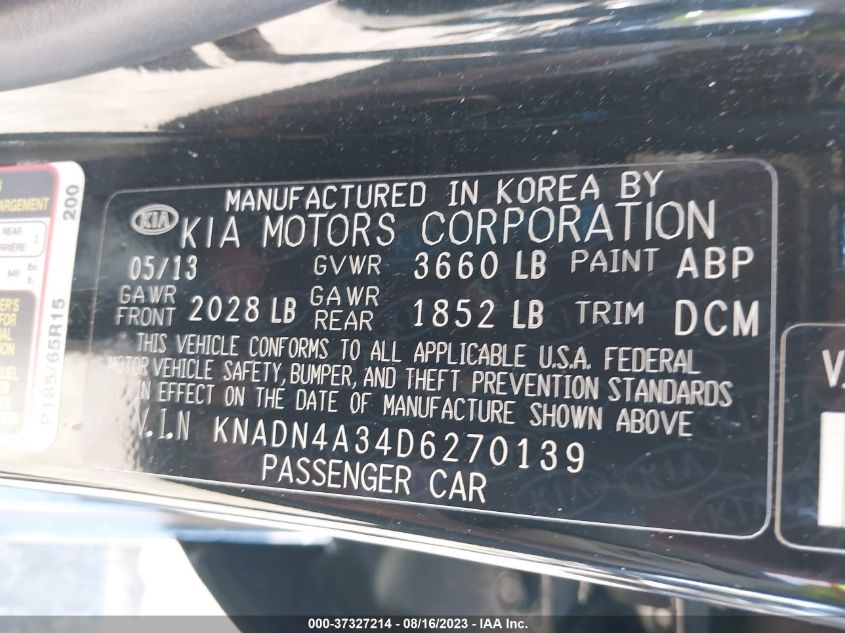 MANUFACTURED IN KOREA BY
KIA KIA MOTORS CORPORATION
05/13 GVWR 3660 LB PAINT ABP
GAWR FRONT 2028 LB GAWR REAR 1852 LB TRIM DCM
THIS VEHICLE CONFORMS TO ALL APPLICABLE U.S.A. FEDERAL
MOTOR VEHICLE SAFETY, BUMPER, AND THEFT PREVENTION STANDARDS
IN EFFECT ON THE DATE OF MANUFACTURE SHOWN ABOVE
V.I.N KNADN4A34D6270139
PASSENGER CAR
200
P185/65R15
REAR
V.
000-37327214 - 08/16/2023 - IAA Inc.